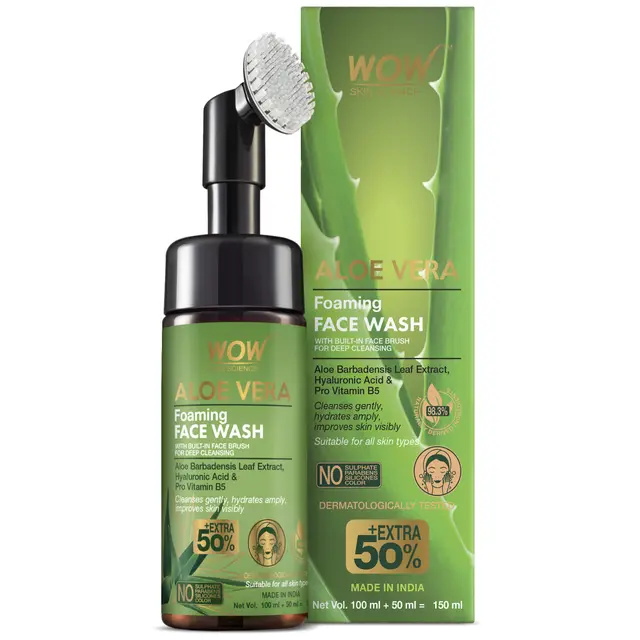 WOW
SKIN SCIENCE
ALOE VERA
Foaming
FACE WASH
WITH BUILT-IN FACE BRUSH
FOR DEEP CLEANSING
Aloe Barbadensis Leaf Extract,
Hyaluronic Acid &
Pro Vitamin B5
Cleanses gently, hydrates amply,
improves skin visibly
+EXTRA
50%
Suitable for all skin types
NO
SULPHATE
PARABENS
SILICONES
COLOR
MADE IN INDIA
Net Vol. 100 ml + 50 ml =
WOW
SKIN SCIENCE
ALOE VERA
Foaming
FACE WASH
WITH BUILT-IN FACE BRUSH
FOR DEEP CLEANSING
Aloe Barbadensis Leaf Extract,
Hyaluronic Acid &
Pro Vitamin B5
Cleanses gently,
hydrates amply,
improves skin visibly
Suitable for all skin types
98.3%
NO
SULPHATE
PARABENS
SILICONES
COLOR
DERMATOLOGICALLY TESTED
+EXTRA
50%
MADE IN INDIA
Net Vol. 100 ml + 50 ml = 150 ml